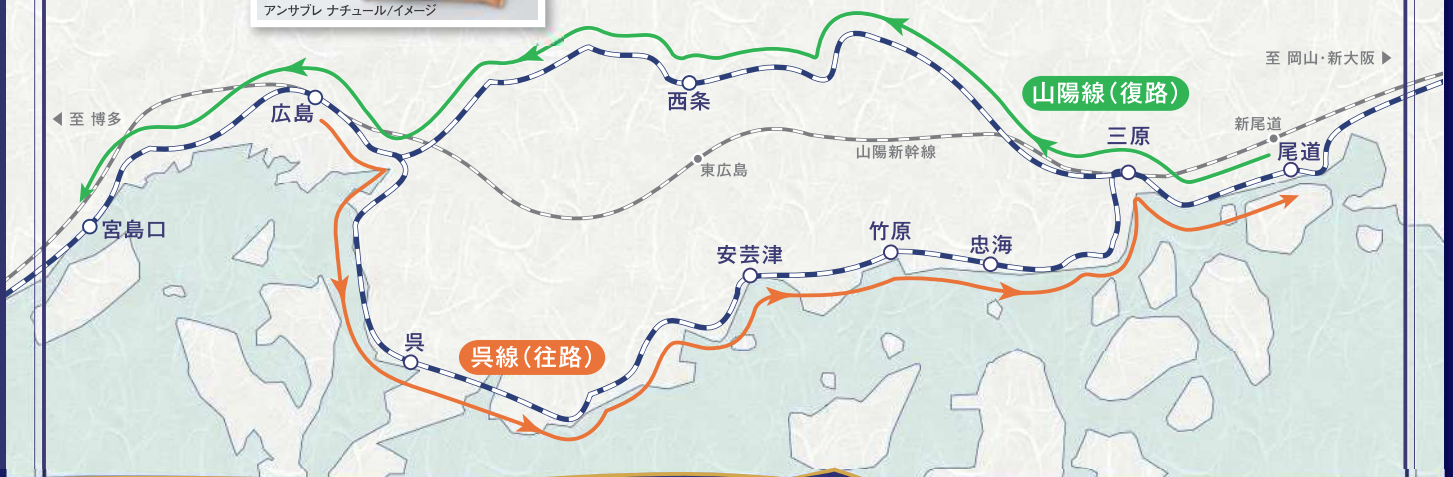 アンサブレ ナチュール/イメージ
至 岡山・新大阪
山陽線(復路)
西条
広島
至 博多
新尾道
三原
尾道
山陽新幹線
東広島
宮島口
竹原
忠海
安芸津
呉
呉線(往路)